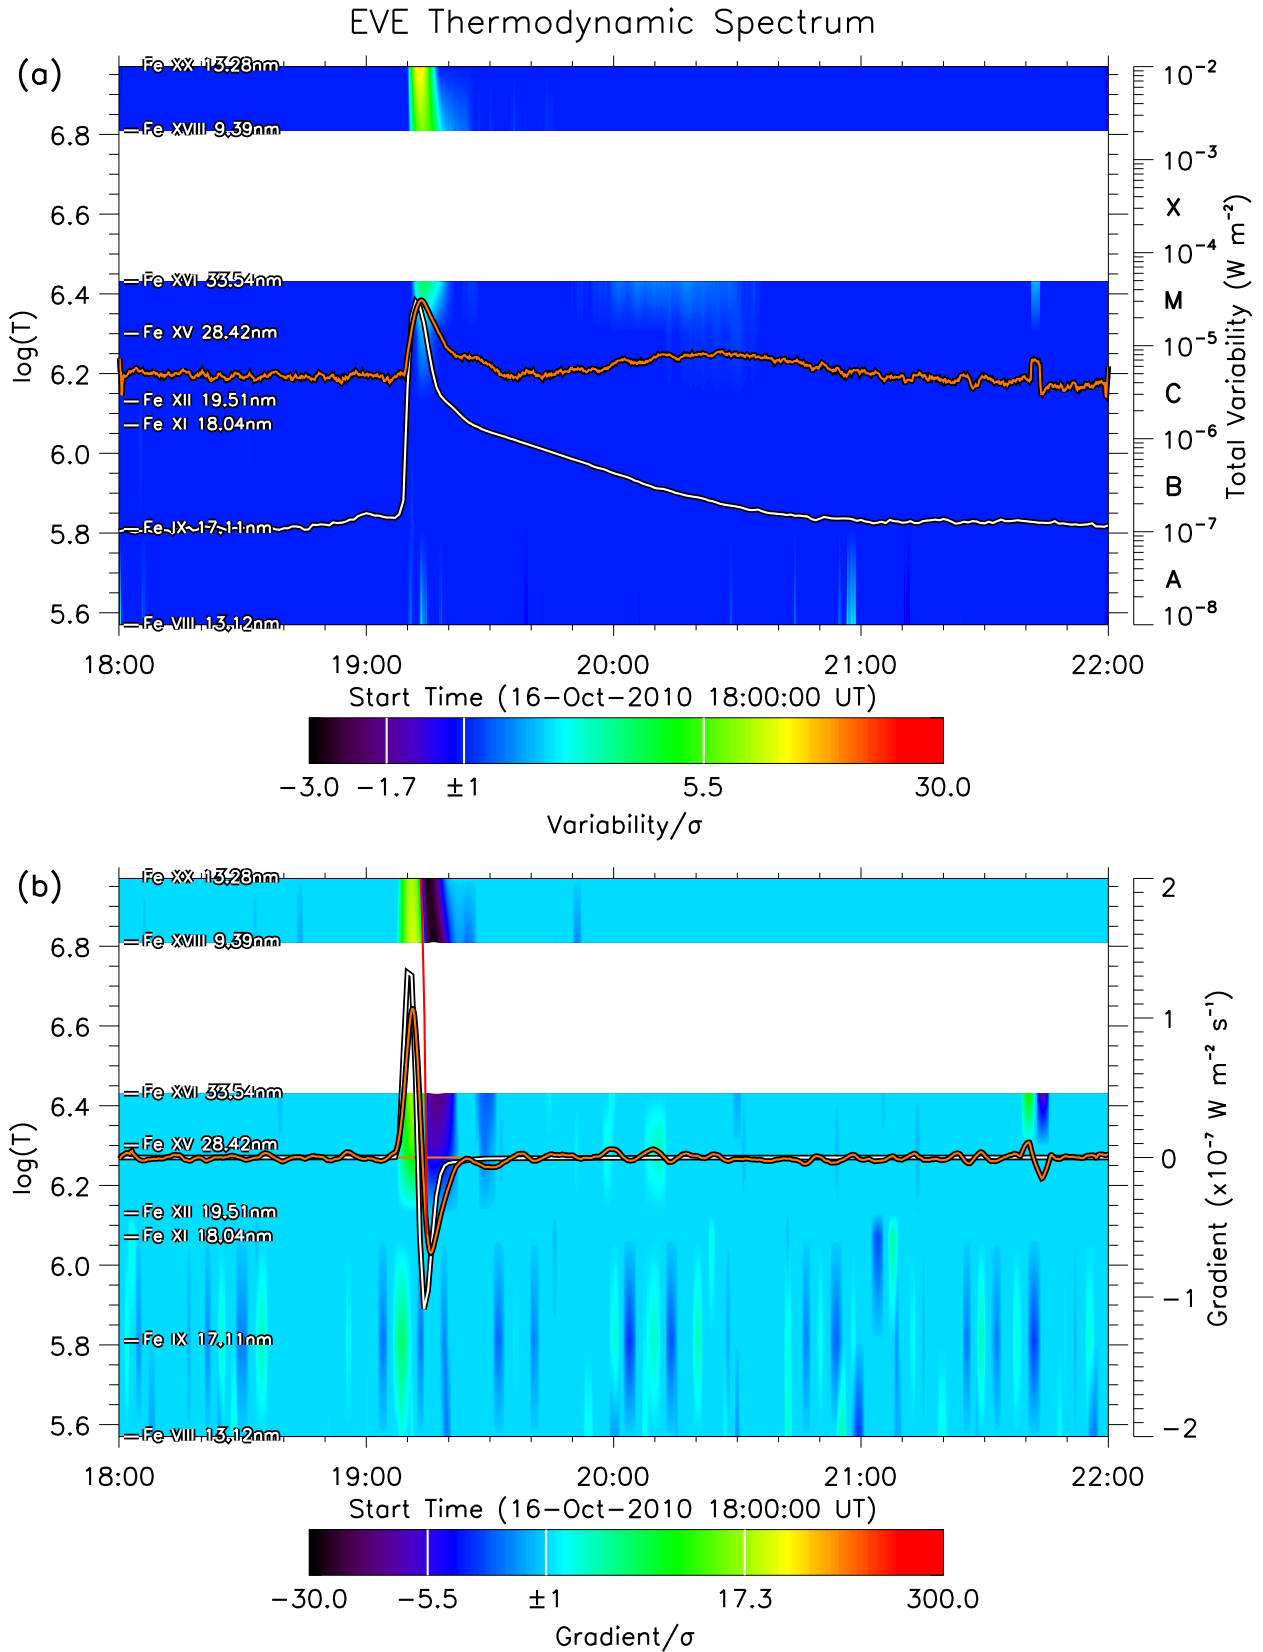 EVE Thermodynamic Spectrum
(a)
Fe XX 13.28nm
Fe XVIII 9.39nm
Fe XVI 33.54nm
Fe XV 28.42nm
Fe XII 19.51nm
Fe XI 18.04nm
Fe IX 17.11nm
Fe VIII 13.12nm
6.8
6.6
6.4
6.2
6.0
5.8
5.6
log(T)
10⁻²
10⁻³
X
10⁻⁴
M
10⁻⁵
C
10⁻⁶
B
10⁻⁷
A
10⁻⁸
Total Variability (W m⁻²)
18:00 19:00 20:00 21:00 22:00
Start Time (16-Oct-2010 18:00:00 UT)
-3.0 -1.7 ±1 5.5 30.0
Variability/σ
(b)
Fe XX 13.28nm
Fe XVIII 9.39nm
Fe XVI 33.54nm
Fe XV 28.42nm
Fe XII 19.51nm
Fe XI 18.04nm
Fe IX 17.11nm
Fe VIII 13.12nm
6.8
6.6
6.4
6.2
6.0
5.8
5.6
log(T)
2
1
0
-1
-2
Gradient (x10⁻⁷ W m⁻² s⁻¹)
18:00 19:00 20:00 21:00 22:00
Start Time (16-Oct-2010 18:00:00 UT)
-30.0 -5.5 ±1 17.3 300.0
Gradient/σ